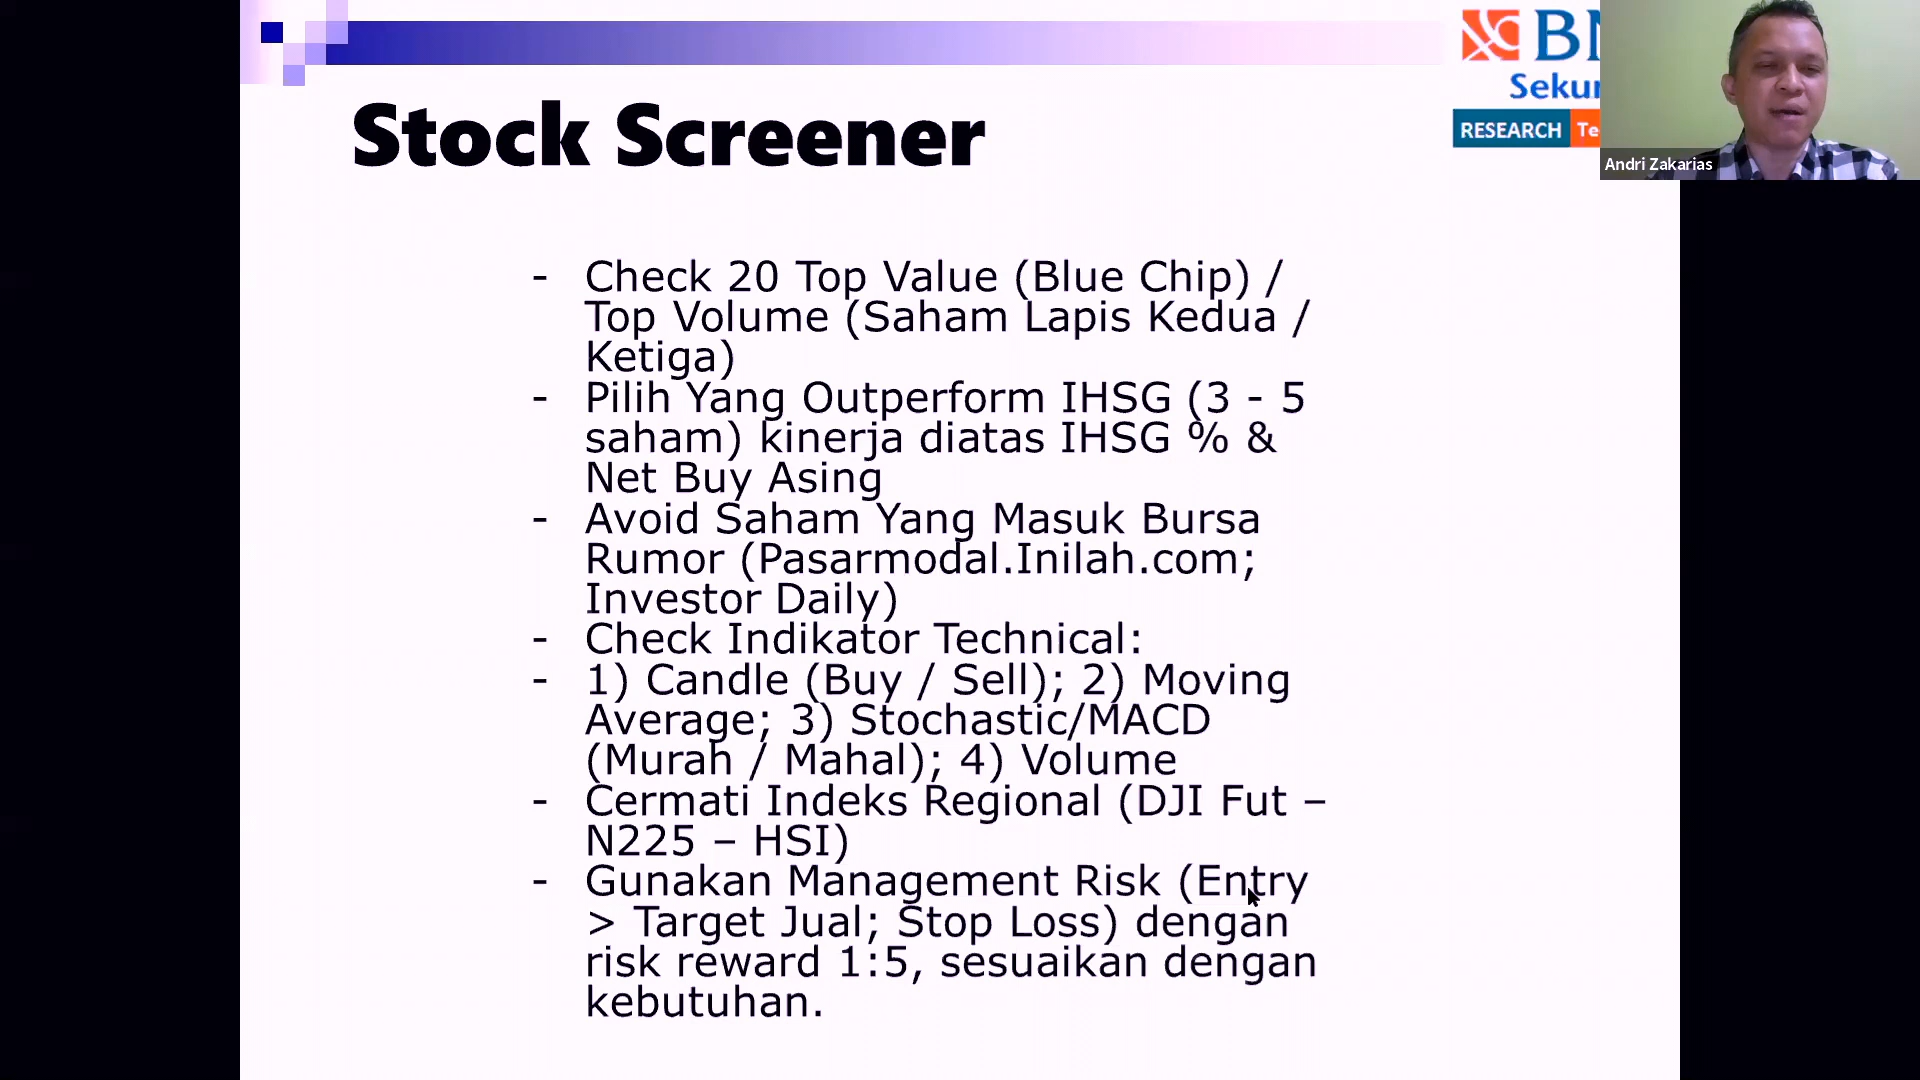 Stock Screener
- Check 20 Top Value (Blue Chip) /
Top Volume (Saham Lapis Kedua /
Ketiga)
- Pilih Yang Outperform IHSG (3 - 5
saham) kinerja diatas IHSG % &
Net Buy Asing
- Avoid Saham Yang Masuk Bursa
Rumor (Pasarmodal.Inilah.com;
Investor Daily)
- Check Indikator Technical:
- 1) Candle (Buy / Sell); 2) Moving
Average; 3) Stochastic/MACD
(Murah / Mahal); 4) Volume
- Cermati Indeks Regional (DJI Fut –
N225 – HSI)
- Gunakan Management Risk (Entry
> Target Jual; Stop Loss) dengan
risk reward 1:5, sesuaikan dengan
kebutuhan.
RESEARCH
Andri Zakarias